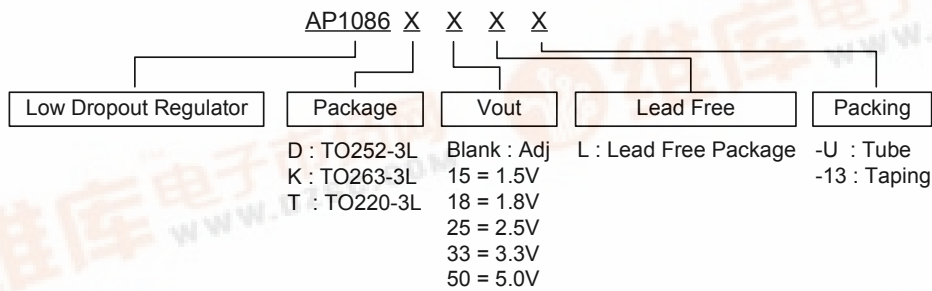 AP1086 X X X X
Low Dropout Regulator
Package
Vout
Lead Free
Packing
D : TO252-3L
K : TO263-3L
T : TO220-3L
Blank : Adj
15 = 1.5V
18 = 1.8V
25 = 2.5V
33 = 3.3V
50 = 5.0V
L : Lead Free Package
-U : Tube
-13 : Taping